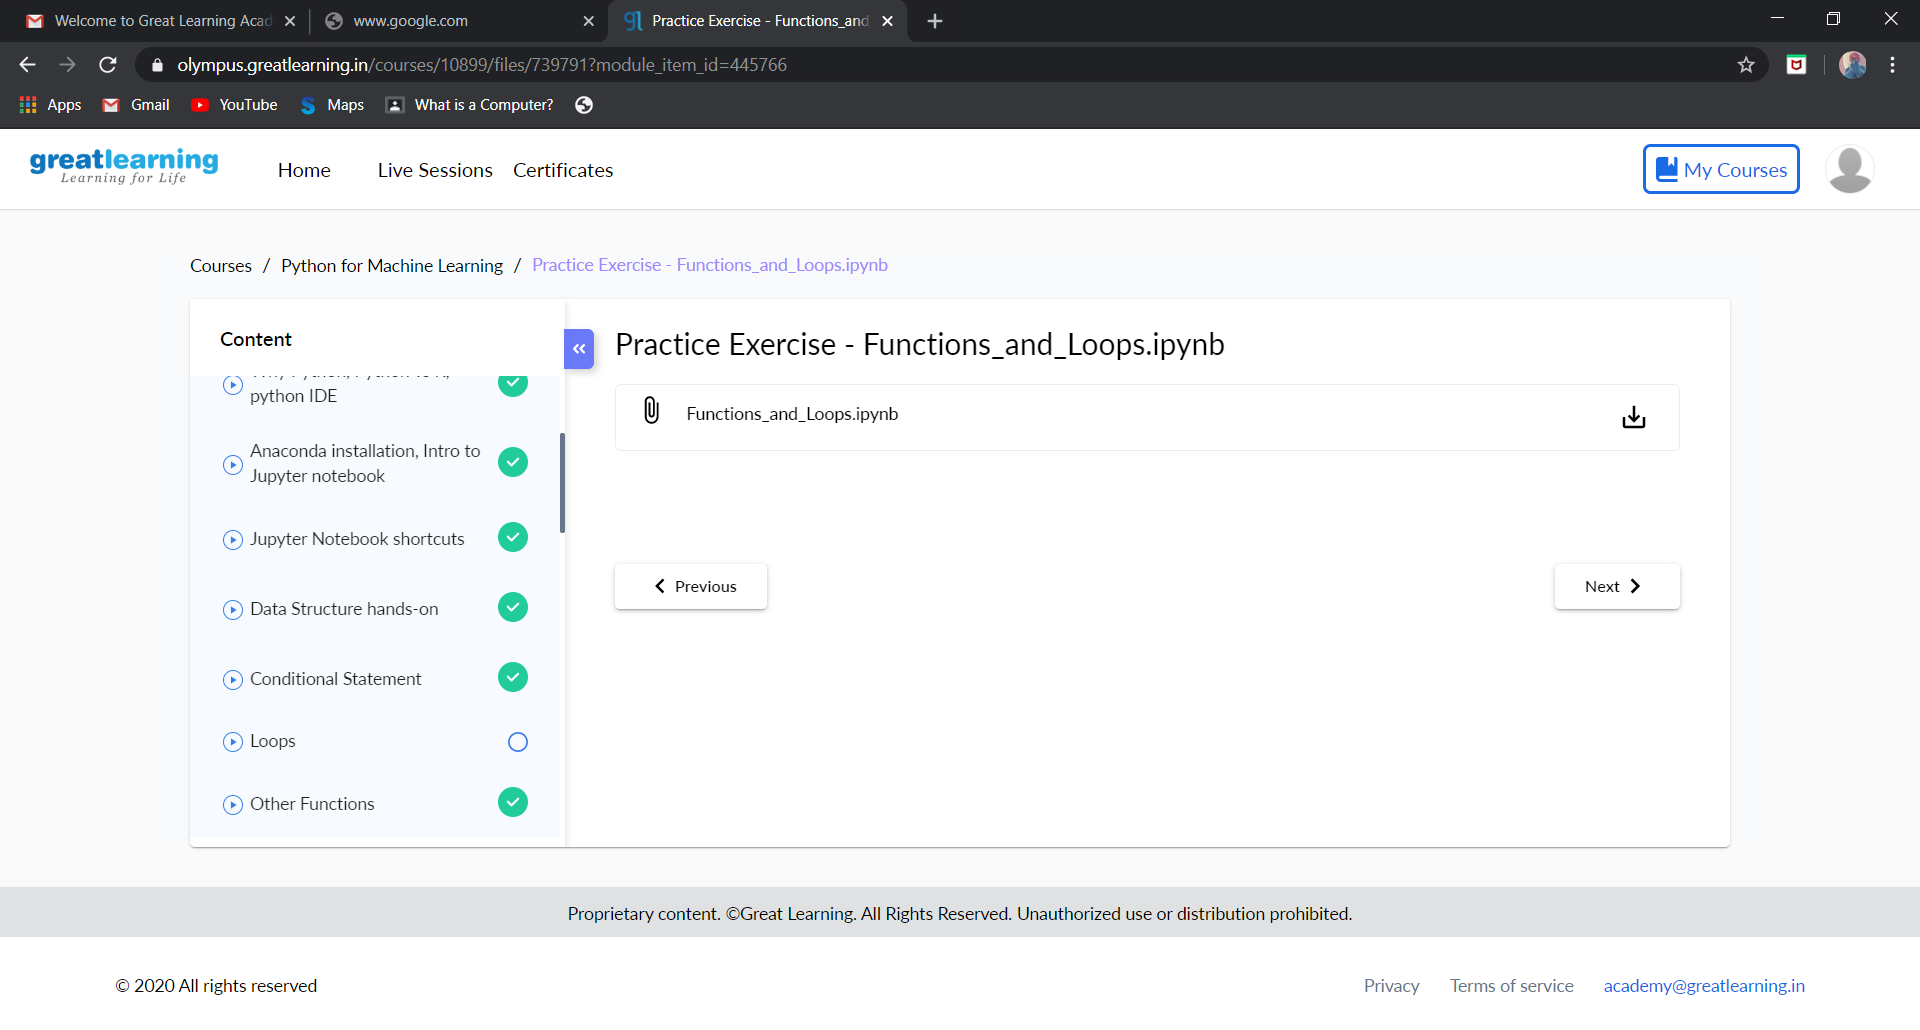 Welcome to Great Learning Acad
www.google.com
Practice Exercise - Functions_and_
olympus.greatlearning.in/courses/10899/files/739791?module_item_id=445766
Apps
Gmail
YouTube
Maps
What is a Computer?
greatlearning
Learning for Life
Home
Live Sessions
Certificates
My Courses
Courses / Python for Machine Learning / Practice Exercise - Functions_and_Loops.ipynb
Content
python IDE
Anaconda installation, Intro to
Jupyter notebook
Jupyter Notebook shortcuts
Data Structure hands-on
Conditional Statement
Loops
Other Functions
Practice Exercise - Functions_and_Loops.ipynb
Functions_and_Loops.ipynb
Previous
Next
Proprietary content. ©Great Learning. All Rights Reserved. Unauthorized use or distribution prohibited.
© 2020 All rights reserved
Privacy
Terms of service
academy@greatlearning.in